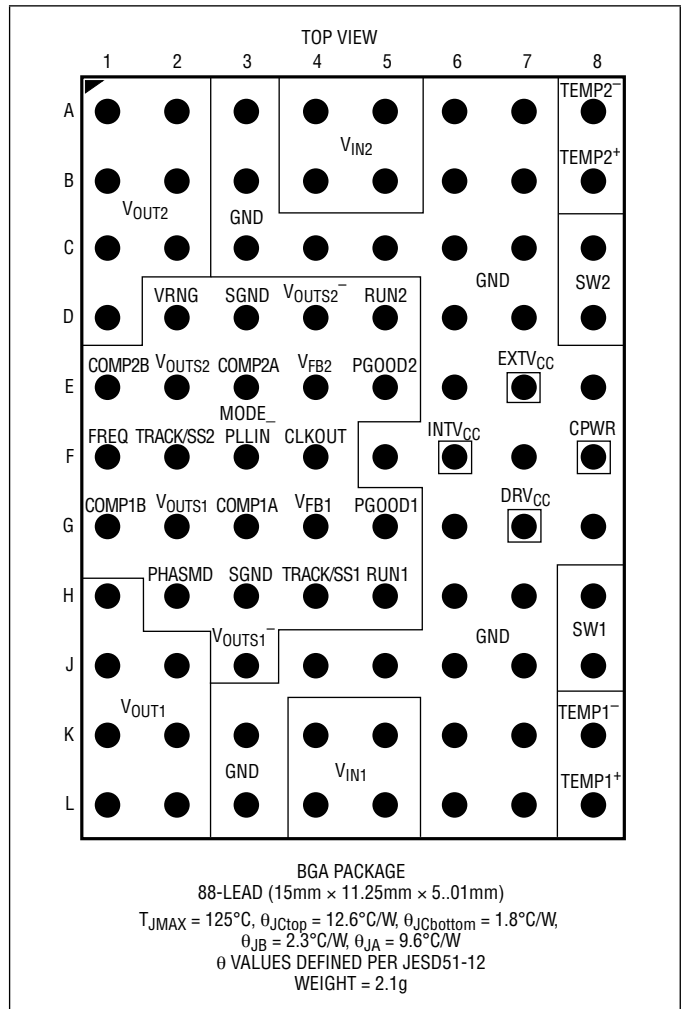 TOP VIEW
1 2 3 4 5 6 7 8
TEMP2–
A
VIN2
TEMP2+
B
VOUT2
GND
C
GND
SW2
VRNG SGND VOUTS2– RUN2
D
COMP2B VOUTS2 COMP2A VFB2 PGOOD2 EXTVCC
E
MODE_
FREQ TRACK/SS2 PLLIN CLKOUT INTVCC CPWR
F
COMP1B VOUTS1 COMP1A VFB1 PGOOD1 DRVCC
G
PHASMD SGND TRACK/SS1 RUN1
H
VOUTS1–
GND
SW1
J
VOUT1
TEMP1–
K
GND
VIN1
TEMP1+
L
BGA PACKAGE
88-LEAD (15mm × 11.25mm × 5..01mm)
TJMAX = 125°C, θJCtop = 12.6°C/W, θJCbottom = 1.8°C/W,
θJB = 2.3°C/W, θJA = 9.6°C/W
θ VALUES DEFINED PER JESD51-12
WEIGHT = 2.1g